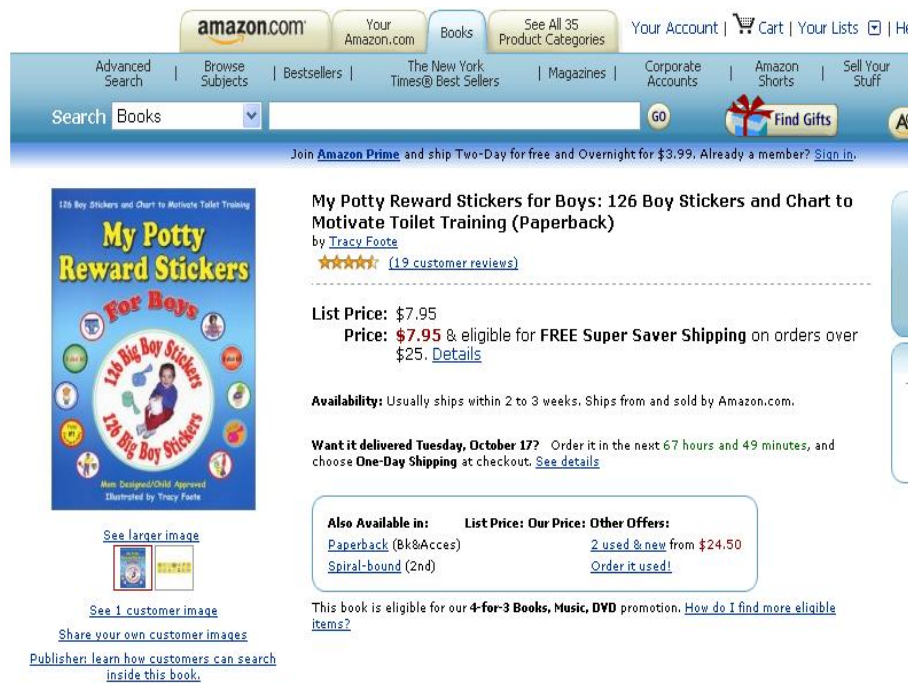 amazon.com
Your
Amazon.com
Books
See All 35
Product Categories
Your Account | Cart | Your Lists | He
Advanced
Search
Browse
Subjects
Bestsellers
The New York
Times® Best Sellers
Magazines
Corporate
Accounts
Amazon
Shorts
Sell Your
Stuff
Search Books
GO
Find Gifts
A
Join Amazon Prime and ship Two-Day for free and Overnight for $3.99. Already a member? Sign in.
126 Boy Stickers and Chart to Motivate Toilet Training
My Potty
Reward Stickers
For Boys
126 Big Boy Stickers
126 Big Boy Stickers
Mom Designed/Child Approved
Illustrated by Tracy Foote
See larger image
See 1 customer image
Share your own customer images
Publisher: learn how customers can search
inside this book.
My Potty Reward Stickers for Boys: 126 Boy Stickers and Chart to
Motivate Toilet Training (Paperback)
by Tracy Foote
(19 customer reviews)
List Price: $7.95
Price: $7.95 & eligible for FREE Super Saver Shipping on orders over
$25. Details
Availability: Usually ships within 2 to 3 weeks. Ships from and sold by Amazon.com.
Want it delivered Tuesday, October 17? Order it in the next 67 hours and 49 minutes, and
choose One-Day Shipping at checkout. See details
Also Available in: List Price: Our Price: Other Offers:
Paperback (Bk&Acces) 2 used & new from $24.50
Spiral-bound (2nd) Order it used!
This book is eligible for our 4-for-3 Books, Music, DVD promotion. How do I find more eligible
items?